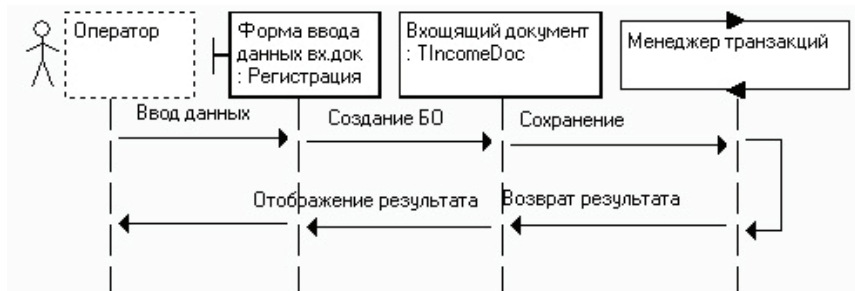 Оператор
Форма ввода
данных вх.док
: Регистрация
Входящий документ
: TIncomeDoc
Менеджер транзакций
Ввод данных
Создание БО
Сохранение
Отображение результата
Возврат результата